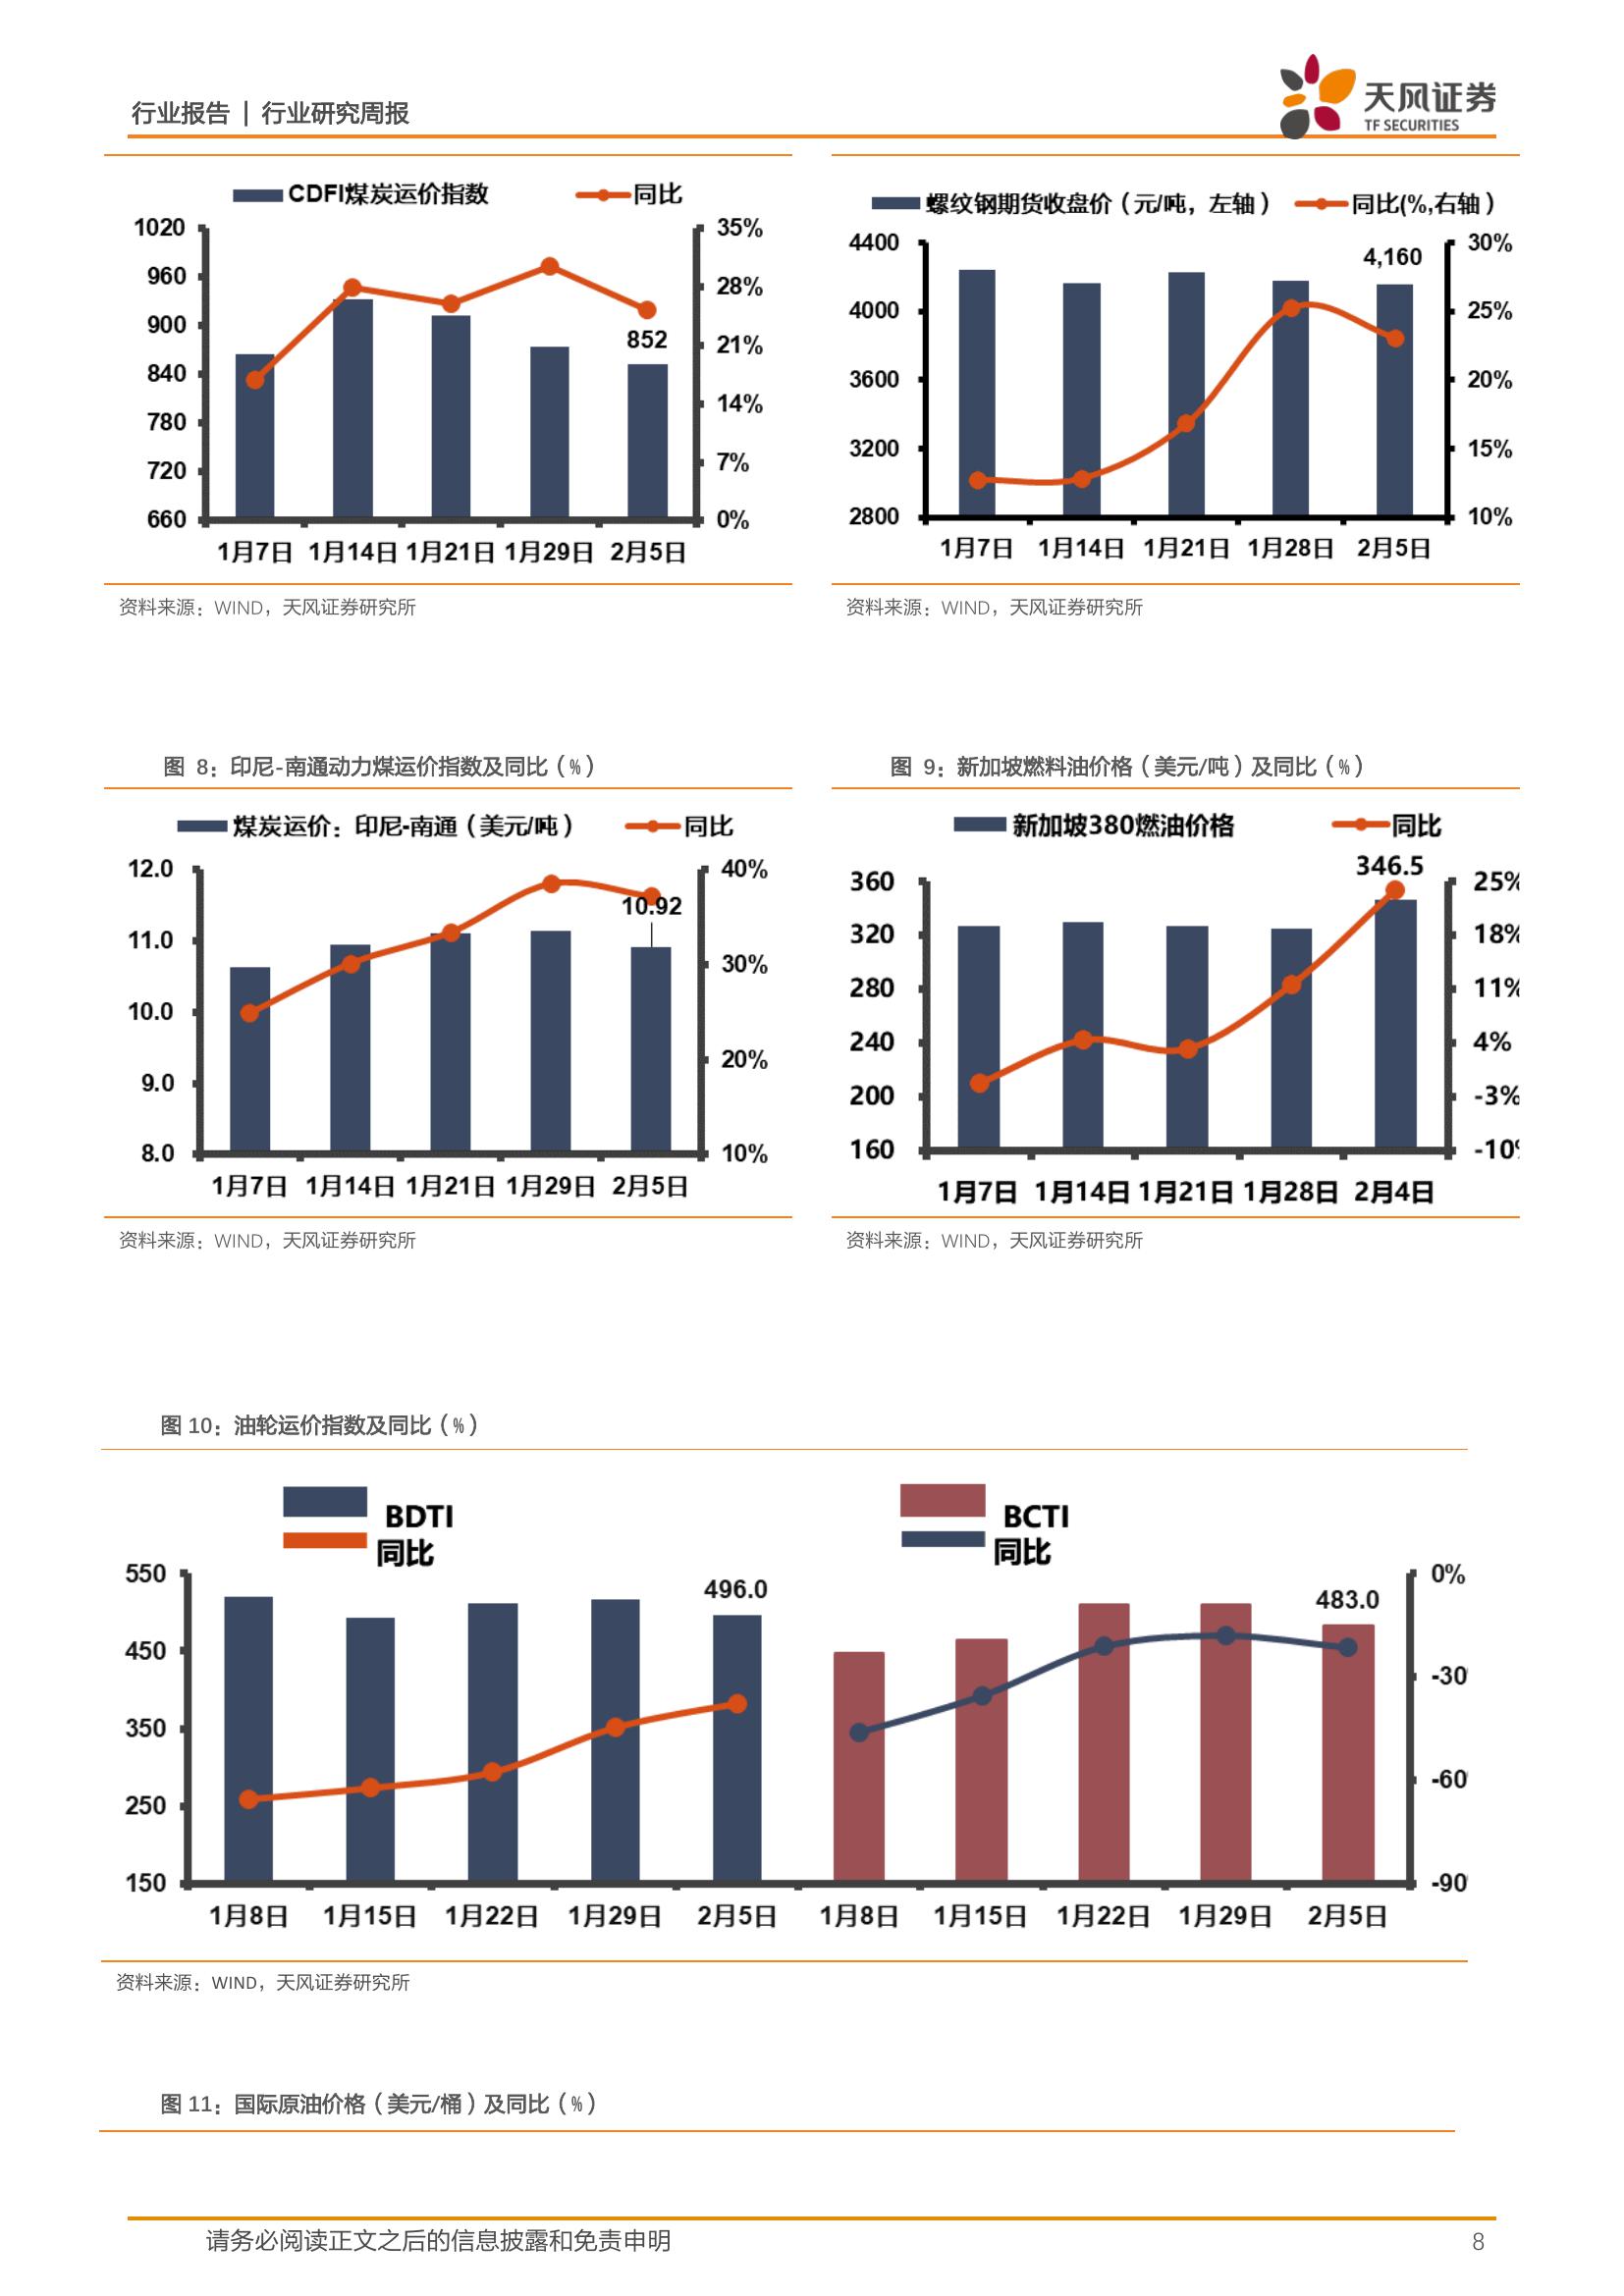 行业报告 | 行业研究周报
天风证券
TF SECURITIES
CDFI煤炭运价指数 同比
1020 35%
960 28%
900 21%
840 14%
780 7%
720 0%
660
852
1月7日 1月14日 1月21日 1月29日 2月5日
资料来源：WIND，天风证券研究所
螺纹钢期货收盘价（元/吨，左轴） 同比(%,右轴）
4400 30%
4000 25%
3600 20%
3200 15%
2800 10%
4,160
1月7日 1月14日 1月21日 1月28日 2月5日
资料来源：WIND，天风证券研究所
图 8：印尼-南通动力煤运价指数及同比（%）
煤炭运价：印尼-南通（美元/吨） 同比
12.0 40%
11.0 30%
10.0 20%
9.0 10%
8.0
10.92
1月7日 1月14日 1月21日 1月29日 2月5日
资料来源：WIND，天风证券研究所
图 9：新加坡燃料油价格（美元/吨）及同比（%）
新加坡380燃油价格 同比
346.5
360 25%
320 18%
280 11%
240 4%
200 -3%
160 -10%
1月7日 1月14日 1月21日 1月28日 2月4日
资料来源：WIND，天风证券研究所
图 10：油轮运价指数及同比（%）
BDTI
同比
BCTI
同比
550 0%
450 -30
350 -60
250 -90
150
496.0
483.0
1月8日 1月15日 1月22日 1月29日 2月5日 1月8日 1月15日 1月22日 1月29日 2月5日
资料来源：WIND，天风证券研究所
图 11：国际原油价格（美元/桶）及同比（%）
请务必阅读正文之后的信息披露和免责申明 8